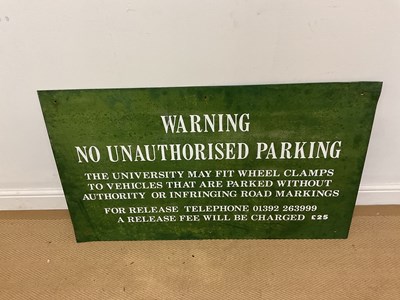 WARNING
NO UNAUTHORISED PARKING
THE UNIVERSITY MAY FIT WHEEL CLAMPS
TO VEHICLES THAT ARE PARKED WITHOUT
AUTHORITY OR INFRINGING ROAD MARKINGS
FOR RELEASE TELEPHONE 01392 263999
A RELEASE FEE WILL BE CHARGED £25